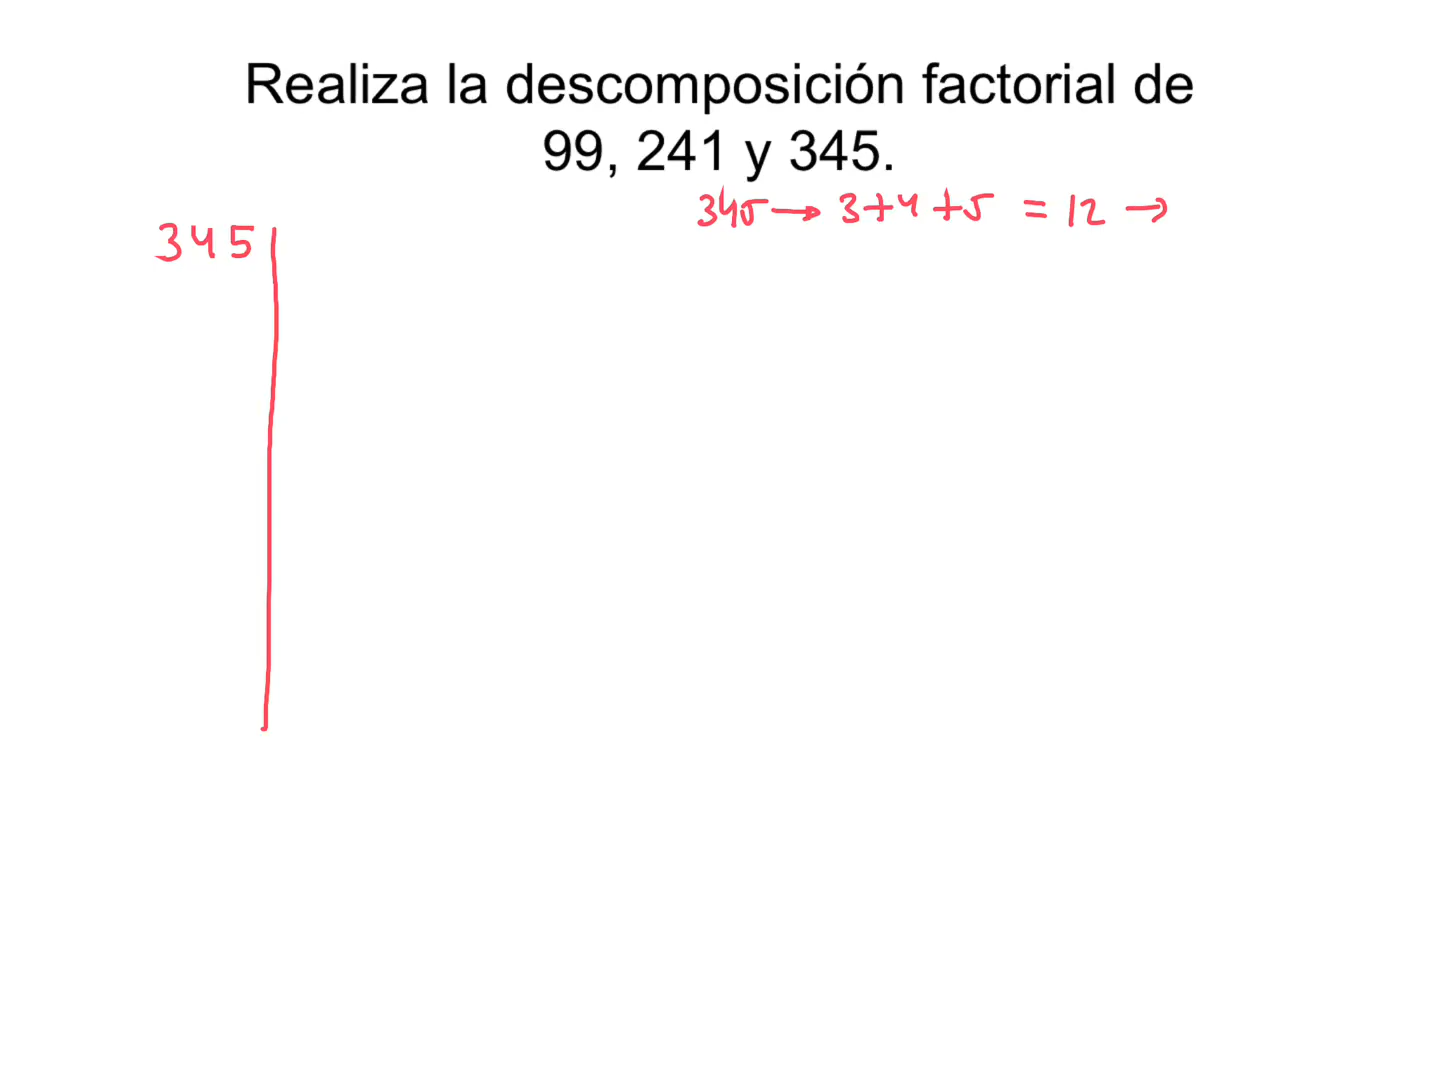 Realiza la descomposición factorial de
99, 241 y 345.
345 → 3+4+5 = 12 →
345